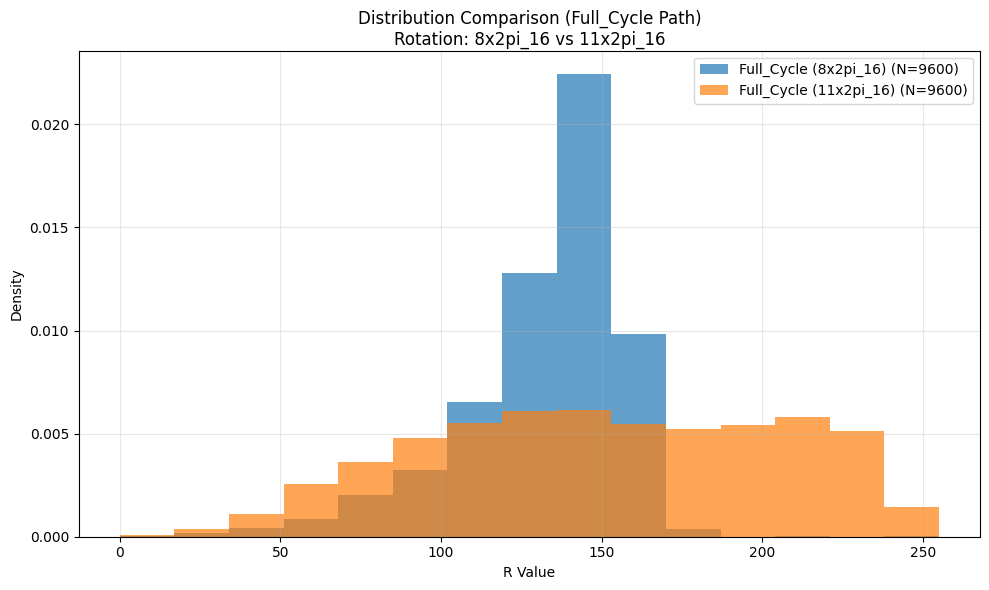 Distribution Comparison (Full_Cycle Path)
Rotation: 8x2pi_16 vs 11x2pi_16
Full_Cycle (8x2pi_16) (N=9600)
Full_Cycle (11x2pi_16) (N=9600)
0.020
0.015
0.010
0.005
0.000
Density
0 50 100 150 200 250
R Value